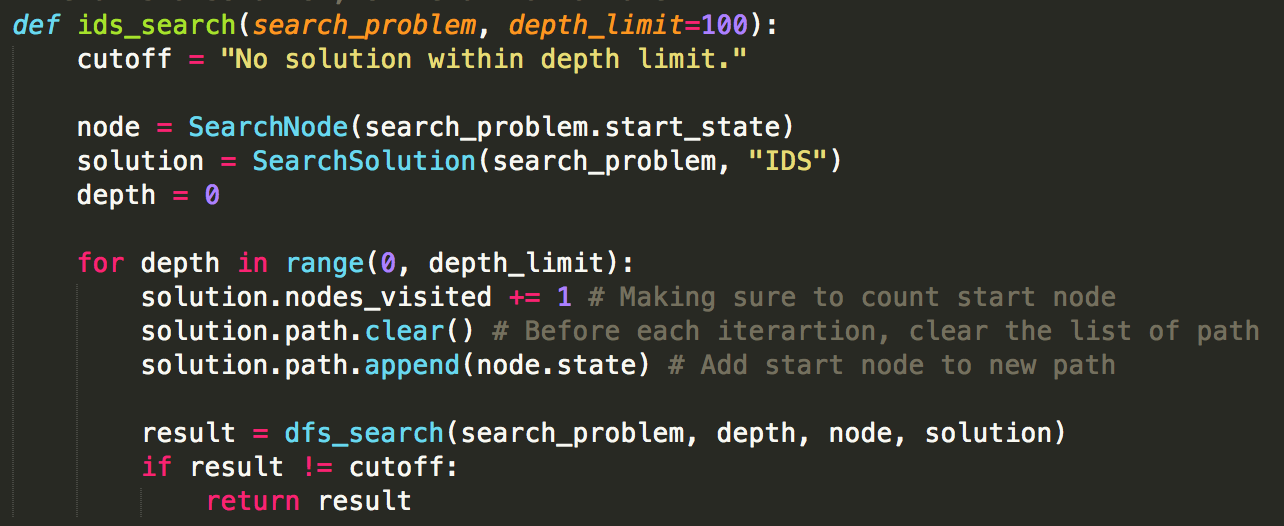 def ids_search(search_problem, depth_limit=100):
    cutoff = "No solution within depth limit."

    node = SearchNode(search_problem.start_state)
    solution = SearchSolution(search_problem, "IDS")
    depth = 0

    for depth in range(0, depth_limit):
        solution.nodes_visited += 1 # Making sure to count start node
        solution.path.clear() # Before each iterartion, clear the list of path
        solution.path.append(node.state) # Add start node to new path

        result = dfs_search(search_problem, depth, node, solution)
        if result != cutoff:
            return result